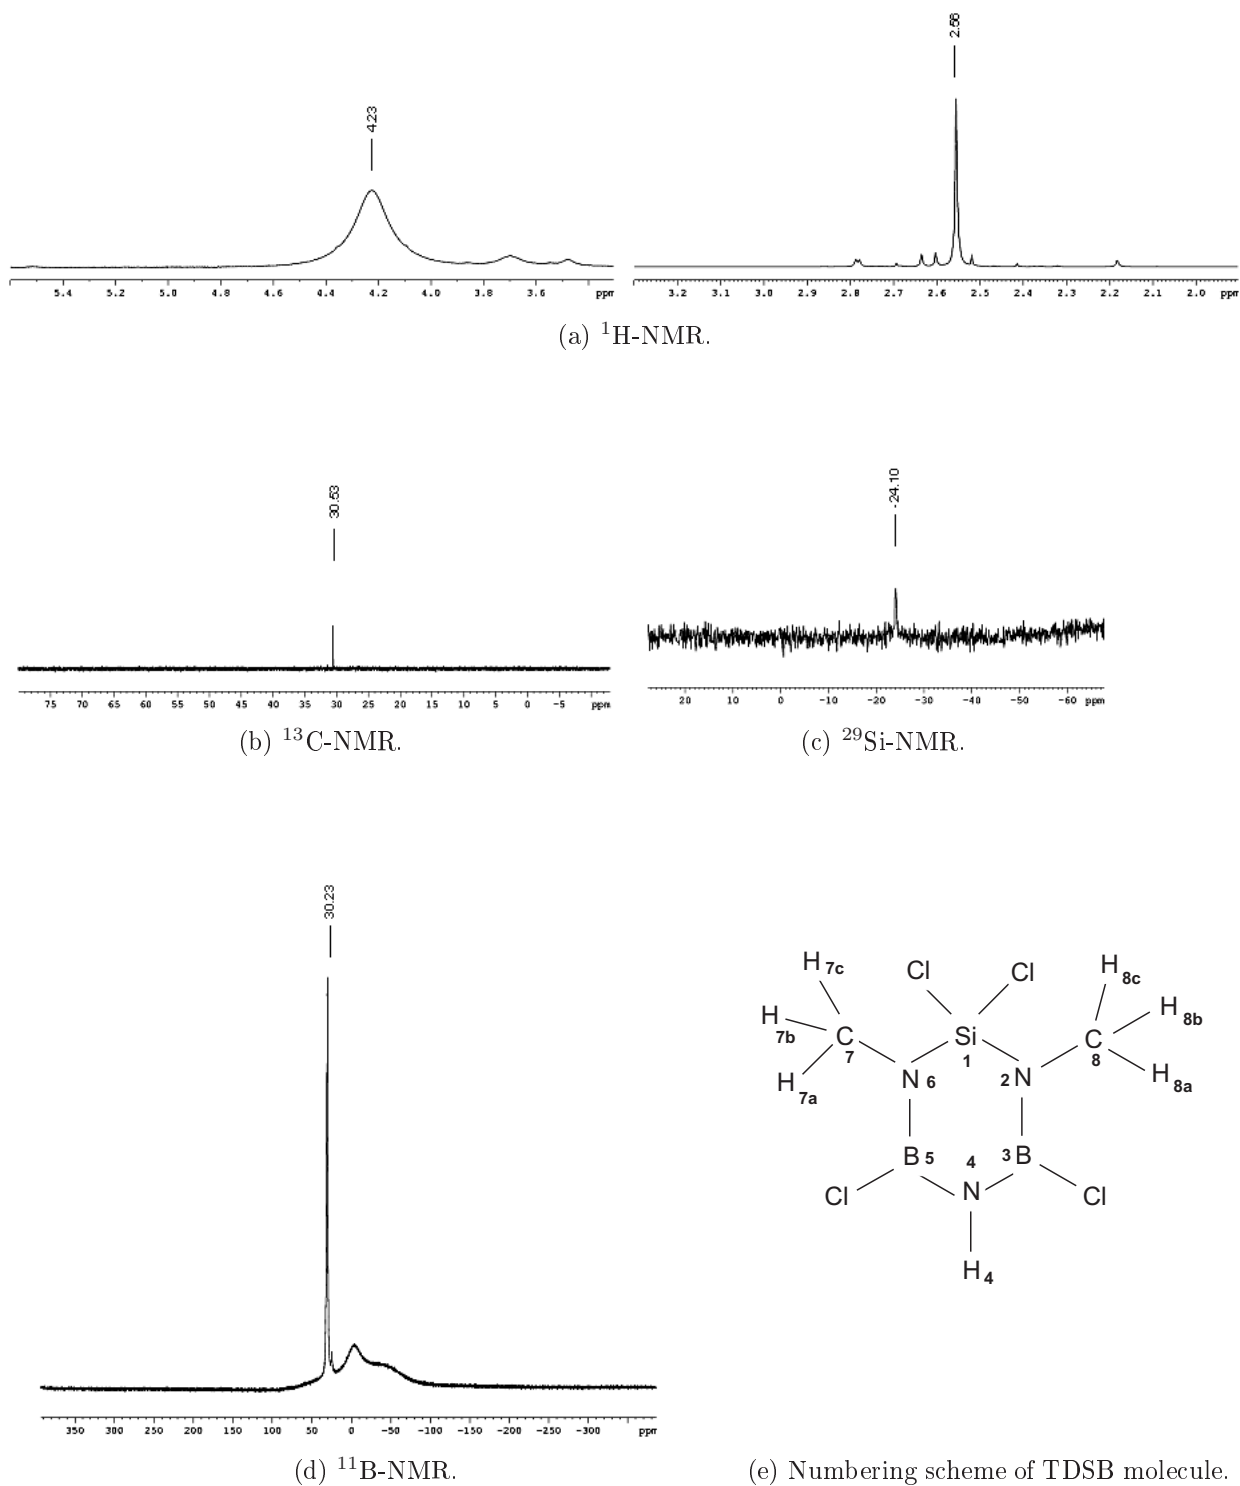 4.23
2.56
5.4 5.2 5.0 4.8 4.6 4.4 4.2 4.0 3.8 3.6 ppm
3.2 3.1 3.0 2.9 2.8 2.7 2.6 2.5 2.4 2.3 2.2 2.1 2.0 ppm
(a) ¹H-NMR.
30.53
-24.10
75 70 65 60 55 50 45 40 35 30 25 20 15 10 5 0 -5 ppm
20 10 0 -10 -20 -30 -40 -50 -60 ppm
(b) ¹³C-NMR.
(c) ²⁹Si-NMR.
30.23
350 300 250 200 150 100 50 0 -50 -100 -150 -200 -250 -300 ppm
(d) ¹¹B-NMR.
H 7c Cl Cl H 8c
H 7b C 7 Si 1 C 8 H 8b
H 7a N 6 2 N H 8a
B 5 4 3 B
Cl N Cl
H 4
(e) Numbering scheme of TDSB molecule.